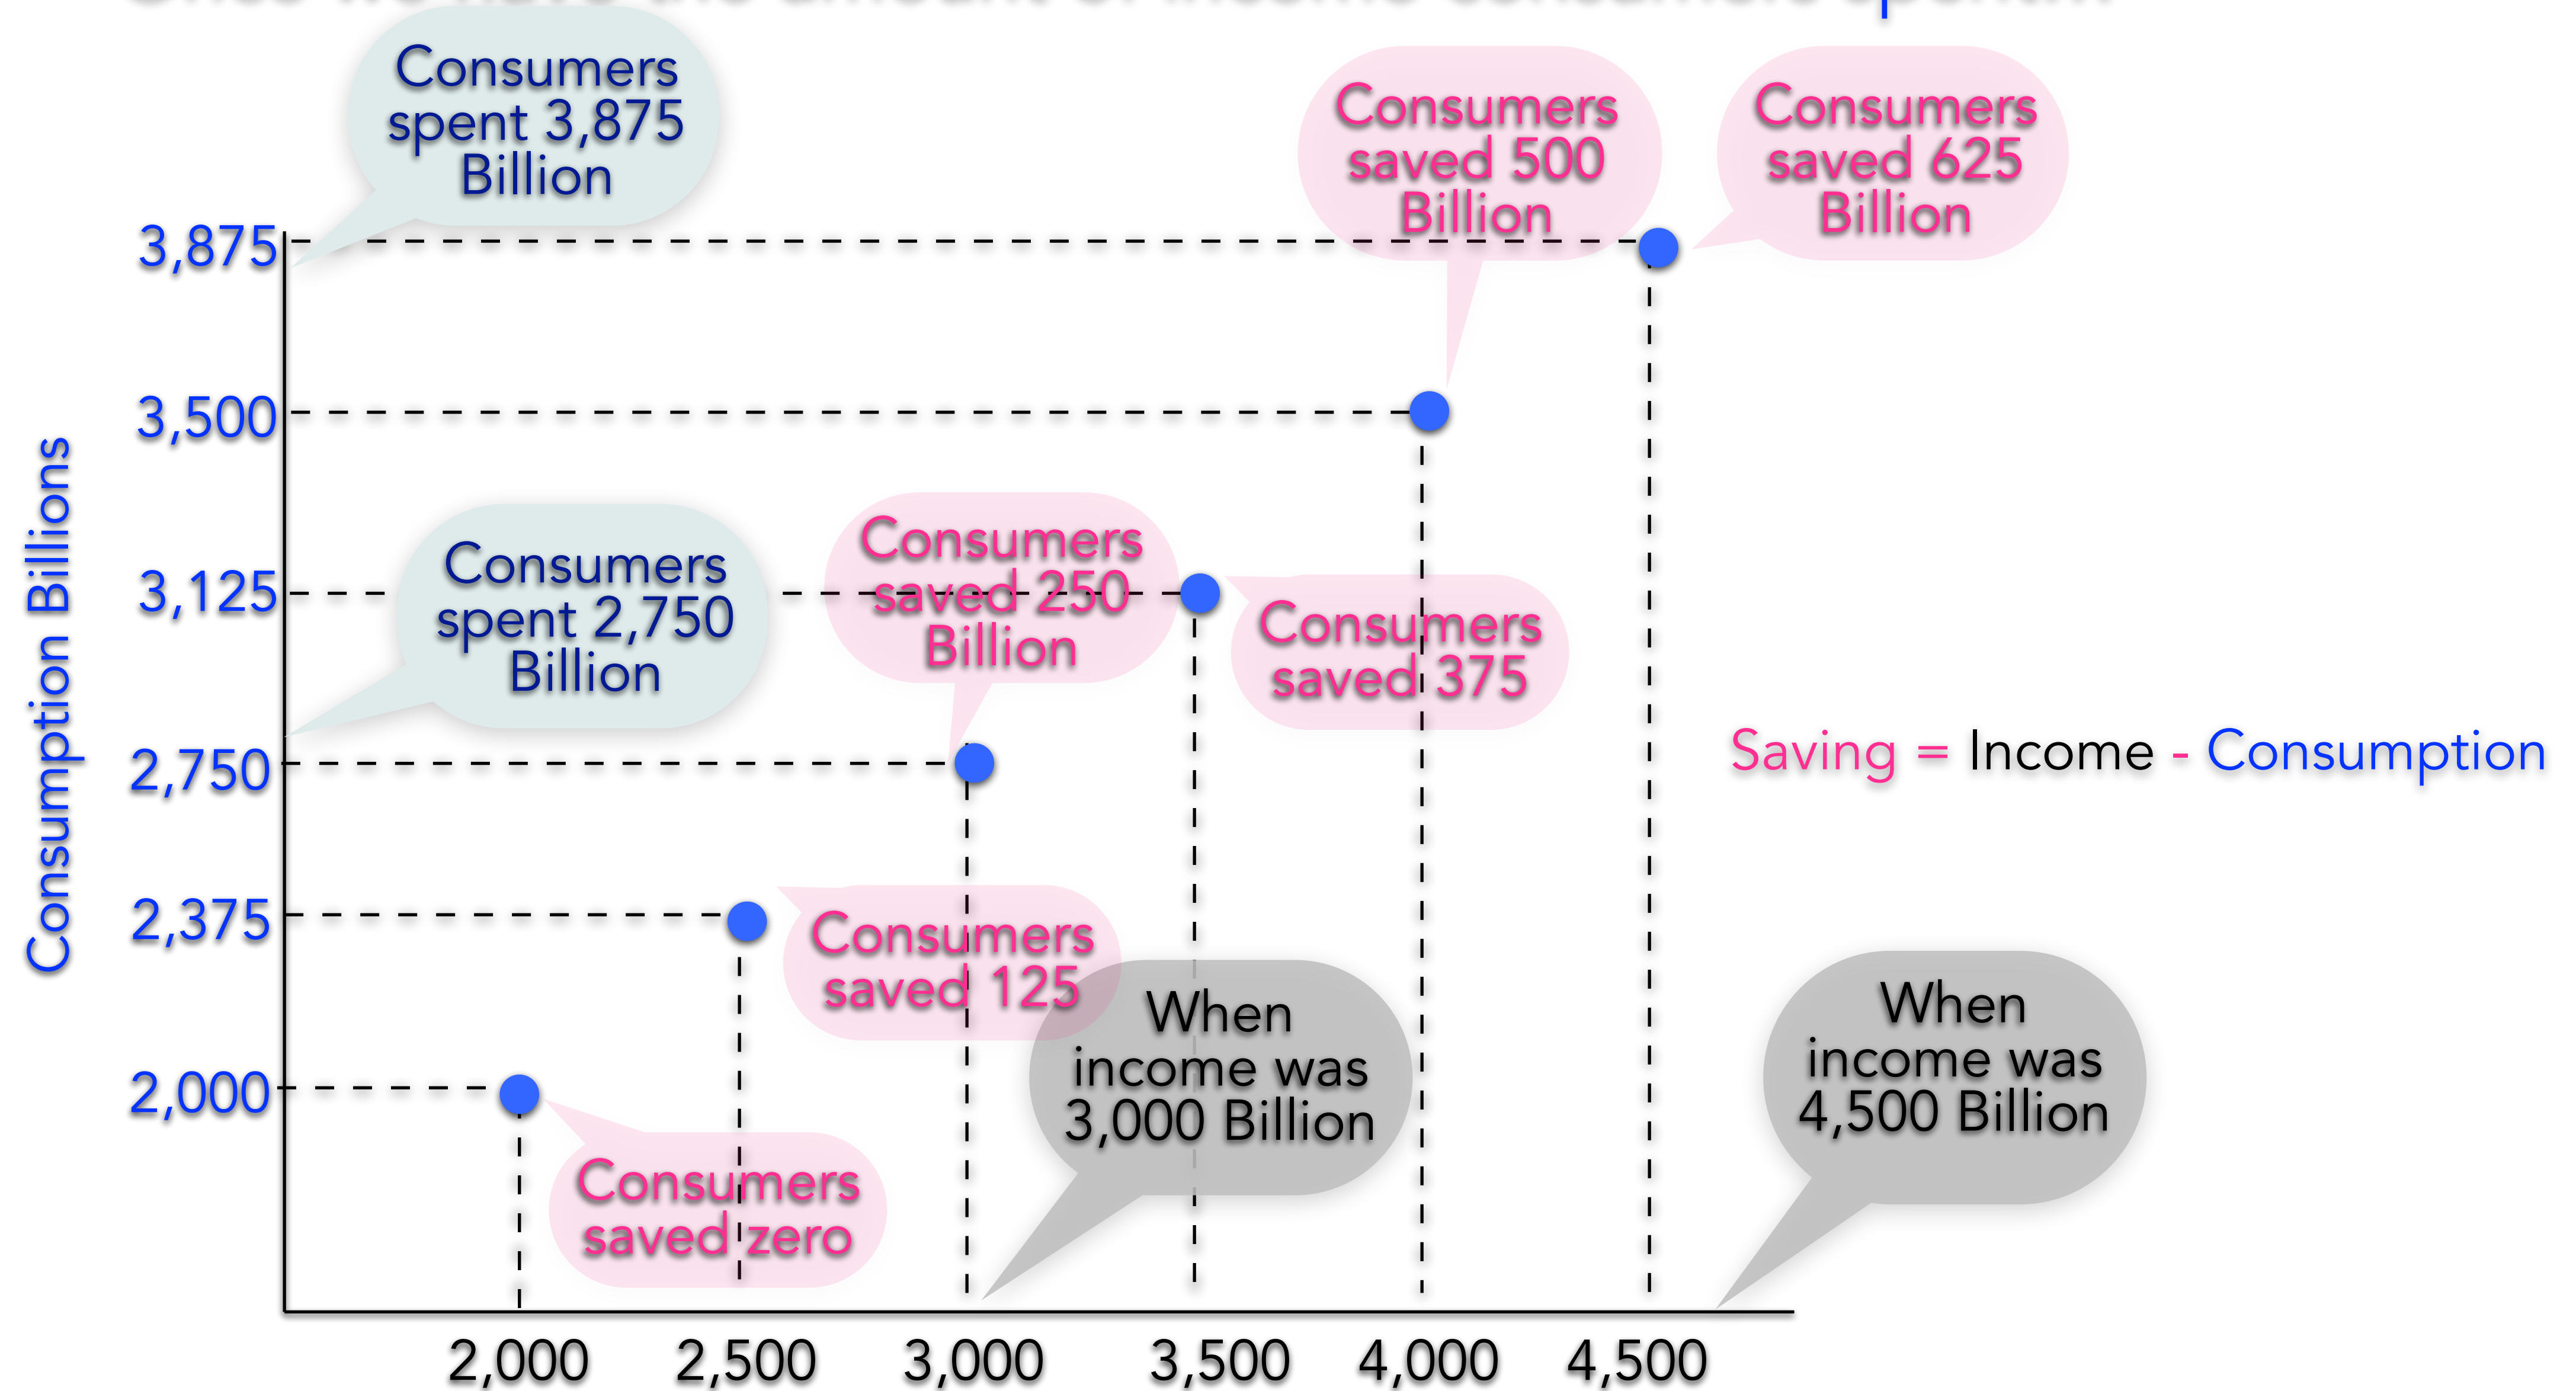 Consumers
spent 3,875
Billion
Consumers
saved 500
Billion
Consumers
saved 625
Billion
3,875
3,500
Consumption Billions
Consumers
spent 2,750
Billion
3,125
Consumers
saved 250
Billion
Consumers
saved 375
2,750
Saving = Income - Consumption
2,375
Consumers
saved 125
When
income was
3,000 Billion
When
income was
4,500 Billion
2,000
Consumers
saved zero
2,000 2,500 3,000 3,500 4,000 4,500